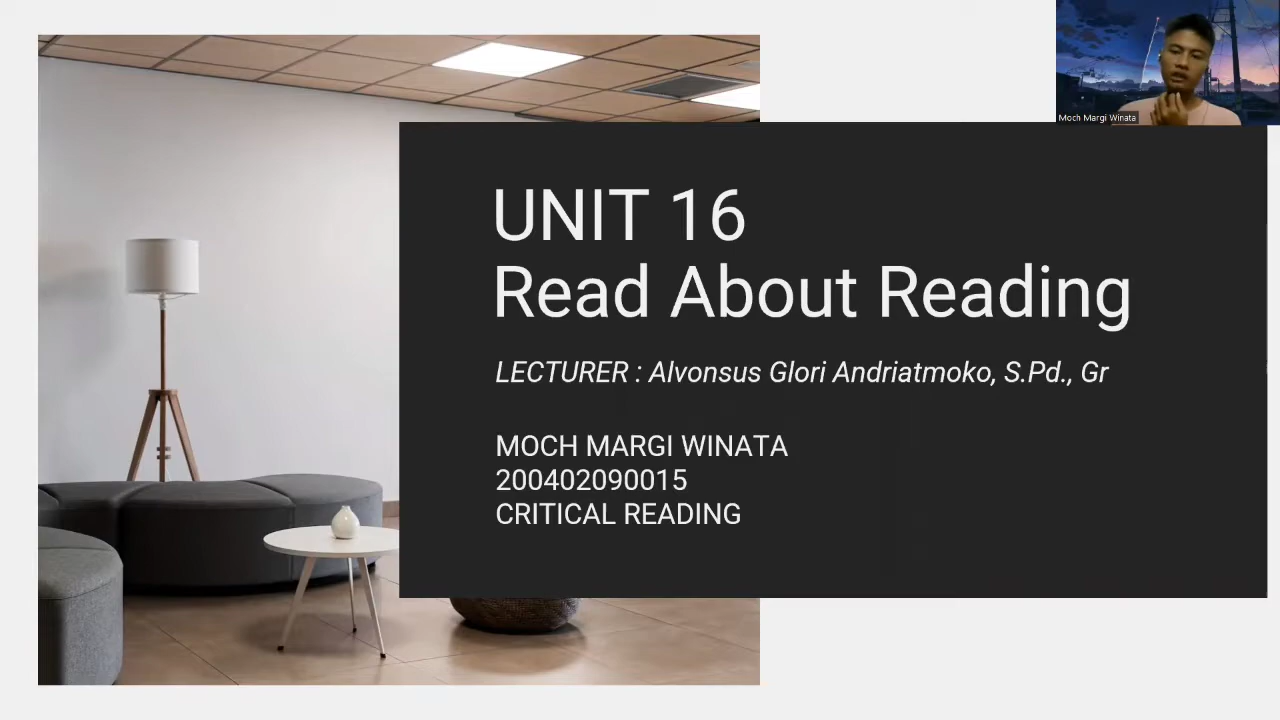 Moch Margi Winata
UNIT 16
Read About Reading
LECTURER : Alvonsus Glori Andriatmoko, S.Pd., Gr
MOCH MARGI WINATA
200402090015
CRITICAL READING